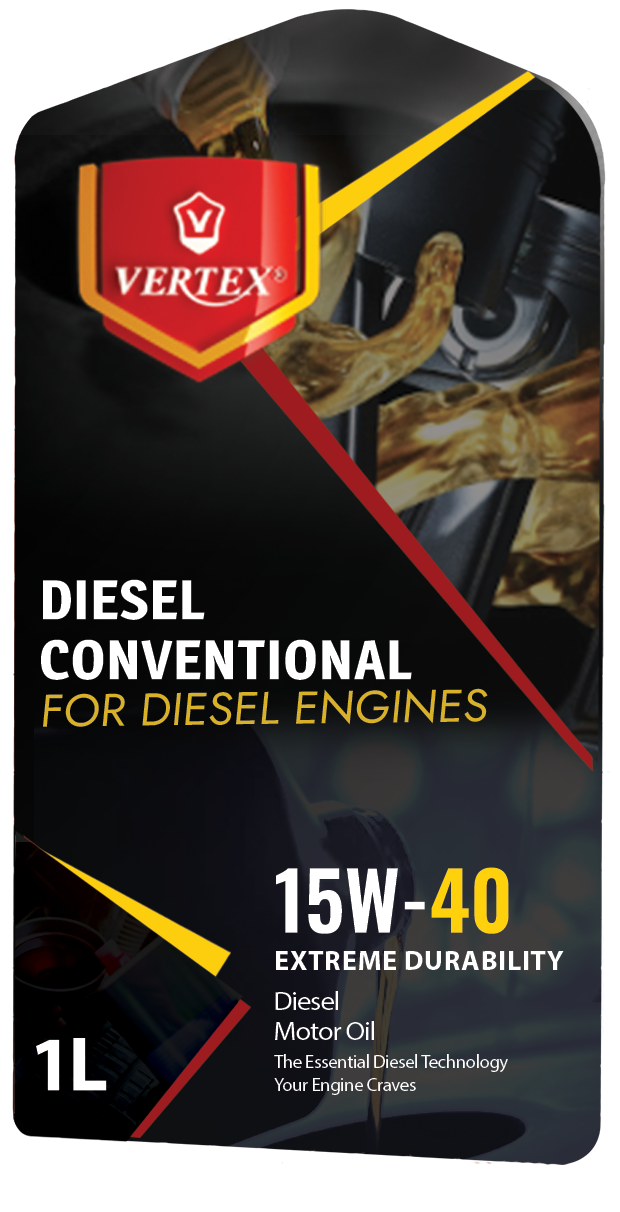 V
VERTEX®
DIESEL
CONVENTIONAL
FOR DIESEL ENGINES
15W-40
EXTREME DURABILITY
Diesel
Motor Oil
The Essential Diesel Technology
Your Engine Craves
1L